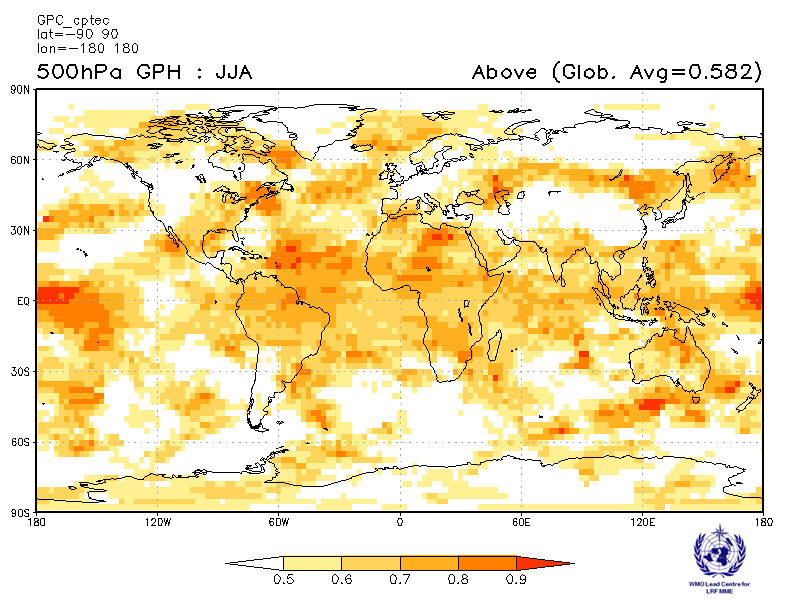 GPC_cptec
lat=-90 90
lon=-180 180
500hPa GPH : JJA Above (Glob. Avg=0.582)
90N
60N
30N
EQ
30S
60S
90S
180 120W 60W 0 60E 120E 180
0.5 0.6 0.7 0.8 0.9
WMO Lead Centre for
LRF MME